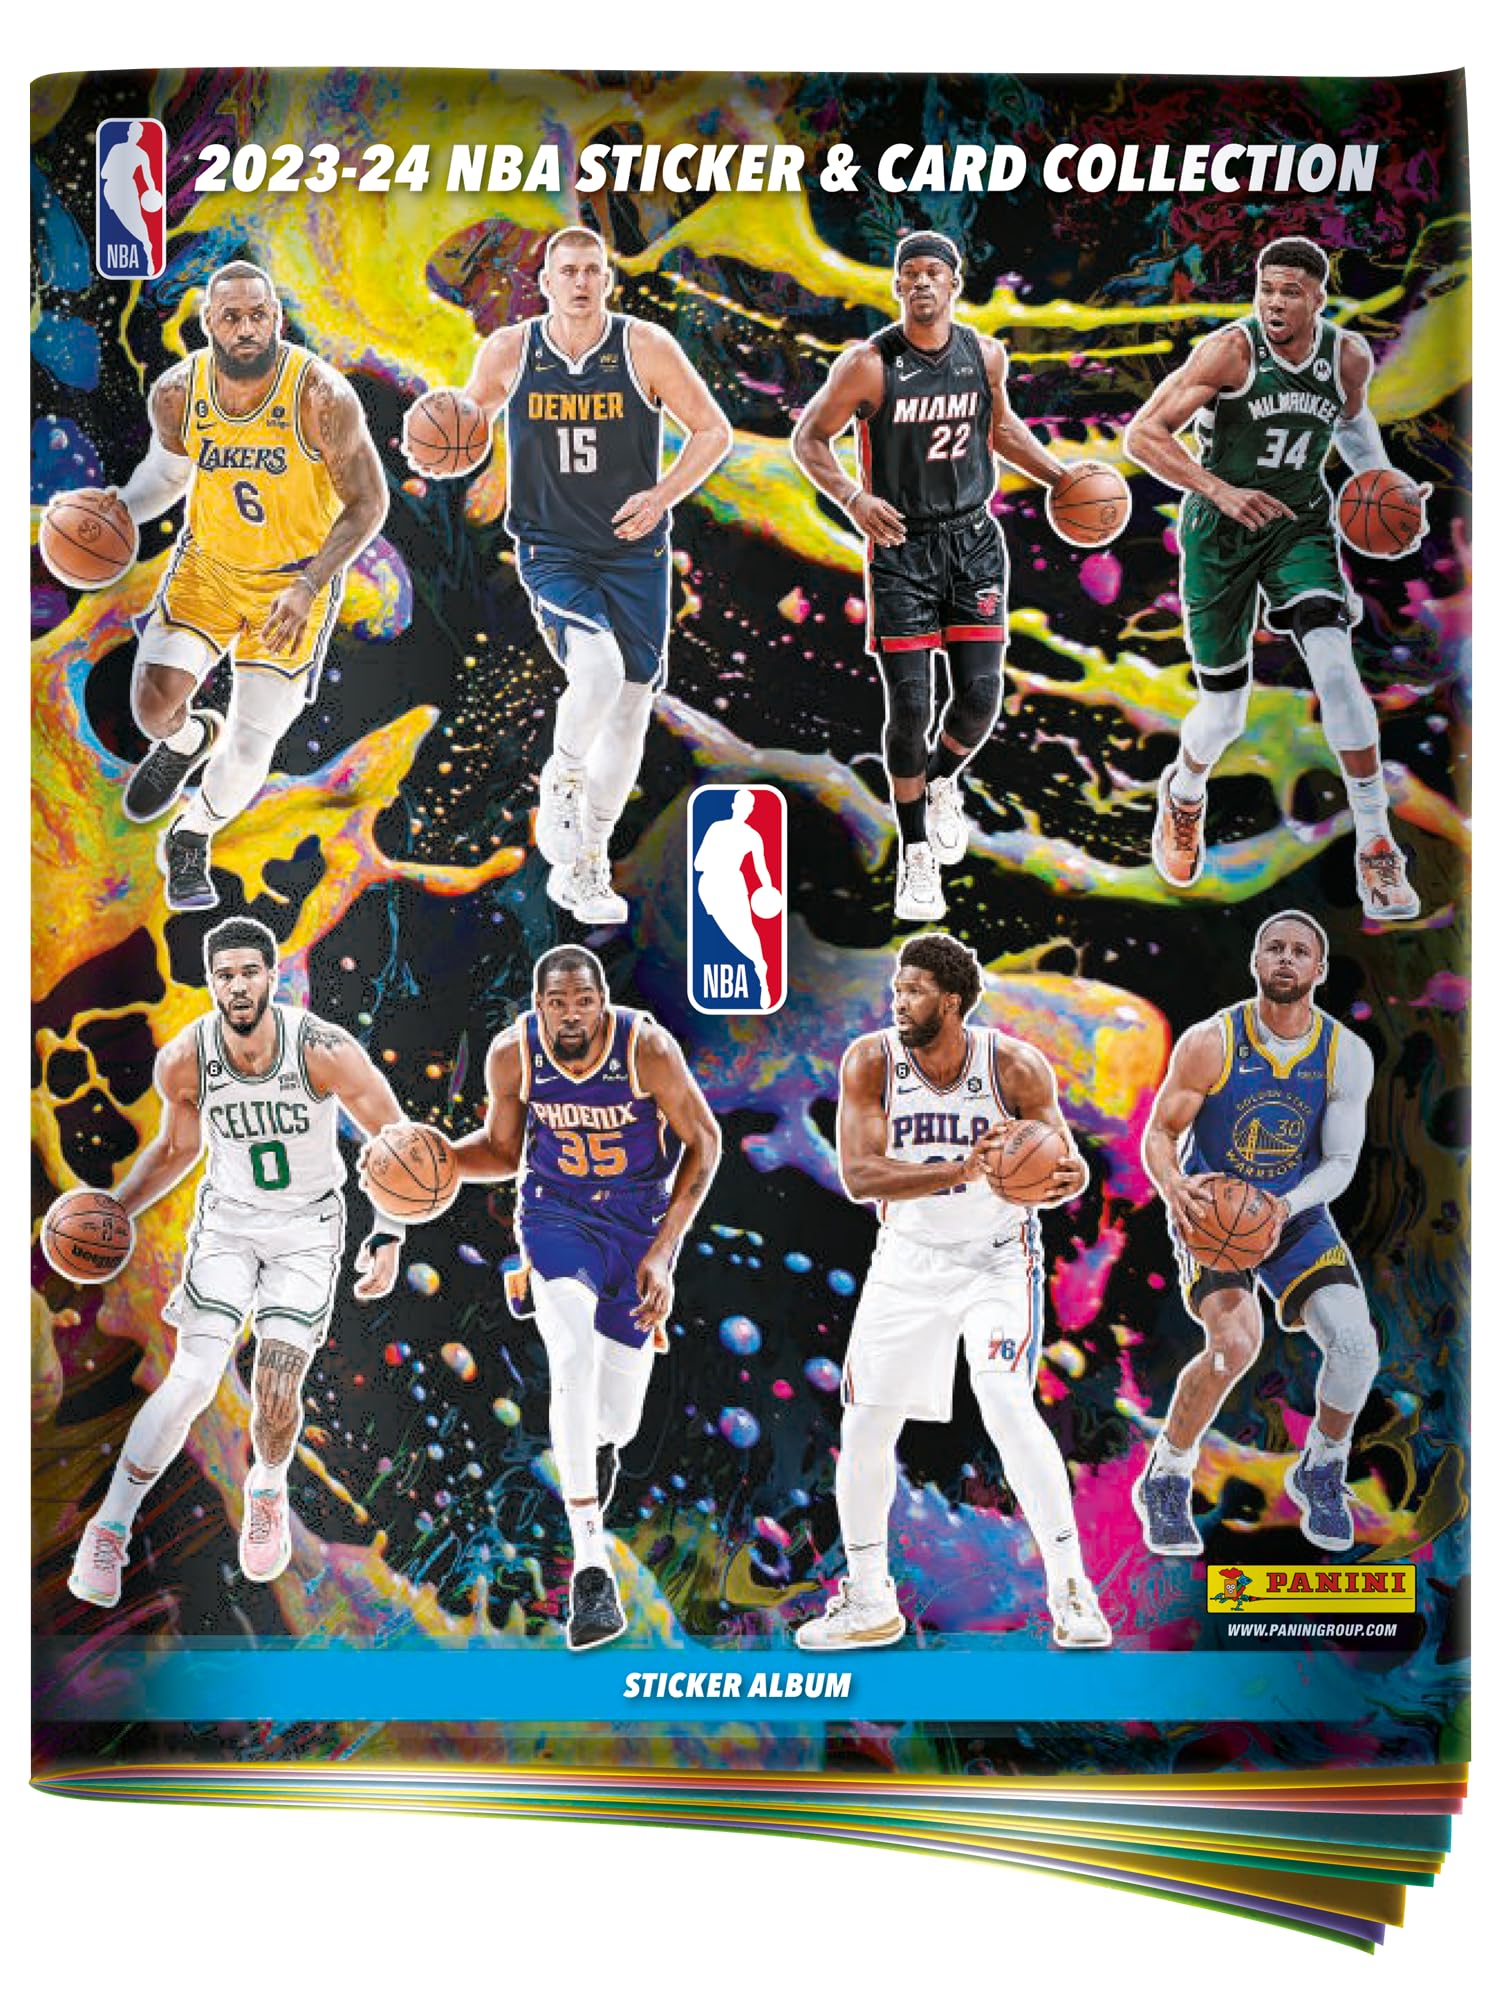 2023-24 NBA STICKER & CARD COLLECTION
NBA
LAKERS
6
DENVER
15
MIAMI
22
MILWAUKEE
34
NBA
CELTICS
0
PHOENIX
35
PHILA
GOLDEN STATE
30
WARRIORS
76
PANINI
WWW.PANINIGROUP.COM
STICKER ALBUM